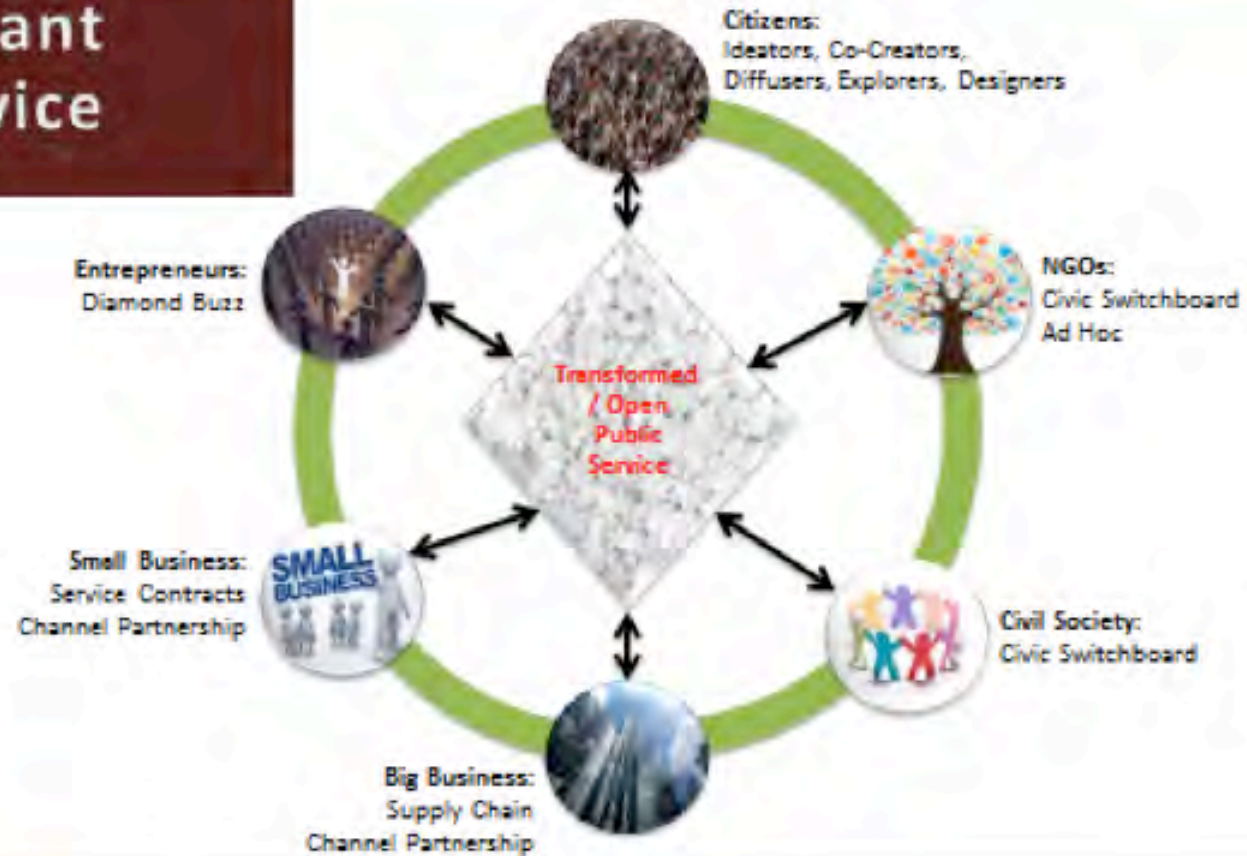 ant
vice
Citizens:
Ideators, Co-Creators,
Diffusers, Explorers, Designers
Entrepreneurs:
Diamond Buzz
NGOs:
Civic Switchboard
Ad Hoc
Transformed
/ Open
Public
Service
Small Business:
Service Contracts
Channel Partnership
SMALL
BUSINESS
Civil Society:
Civic Switchboard
Big Business:
Supply Chain
Channel Partnership